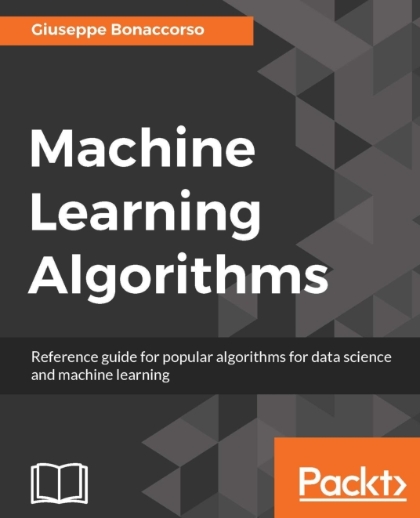 Giuseppe Bonaccorso
Machine
Learning
Algorithms
Reference guide for popular algorithms for data science
and machine learning
Packt>